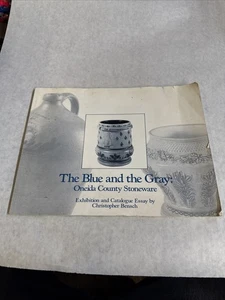 The Blue and the Gray:
Oneida County Stoneware
Exhibition and Catalogue Essay by
Christopher Bensch